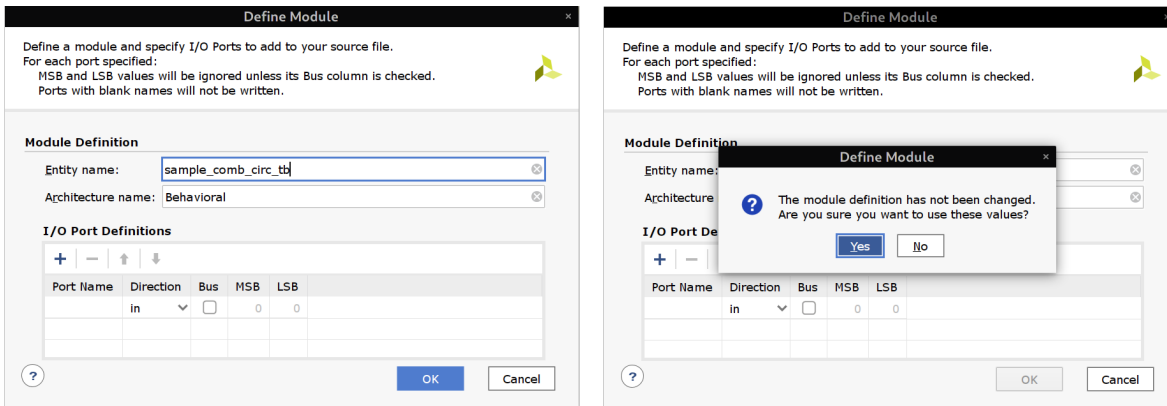 Define Module
×
Define a module and specify I/O Ports to add to your source file.
For each port specified:
MSB and LSB values will be ignored unless its Bus column is checked.
Ports with blank names will not be written.
Module Definition
Entity name: sample_comb_circ_tb
Architecture name: Behavioral
I/O Port Definitions
Port Name Direction Bus MSB LSB
in 0 0
? OK Cancel
Define Module
Define a module and specify I/O Ports to add to your source file.
For each port specified:
MSB and LSB values will be ignored unless its Bus column is checked.
Ports with blank names will not be written.
Module Definition
Entity name:
Architecture
I/O Port De
Port Name Direction Bus MSB LSB
in 0 0
? OK Cancel
Define Module ×
? The module definition has not been changed.
Are you sure you want to use these values?
Yes No